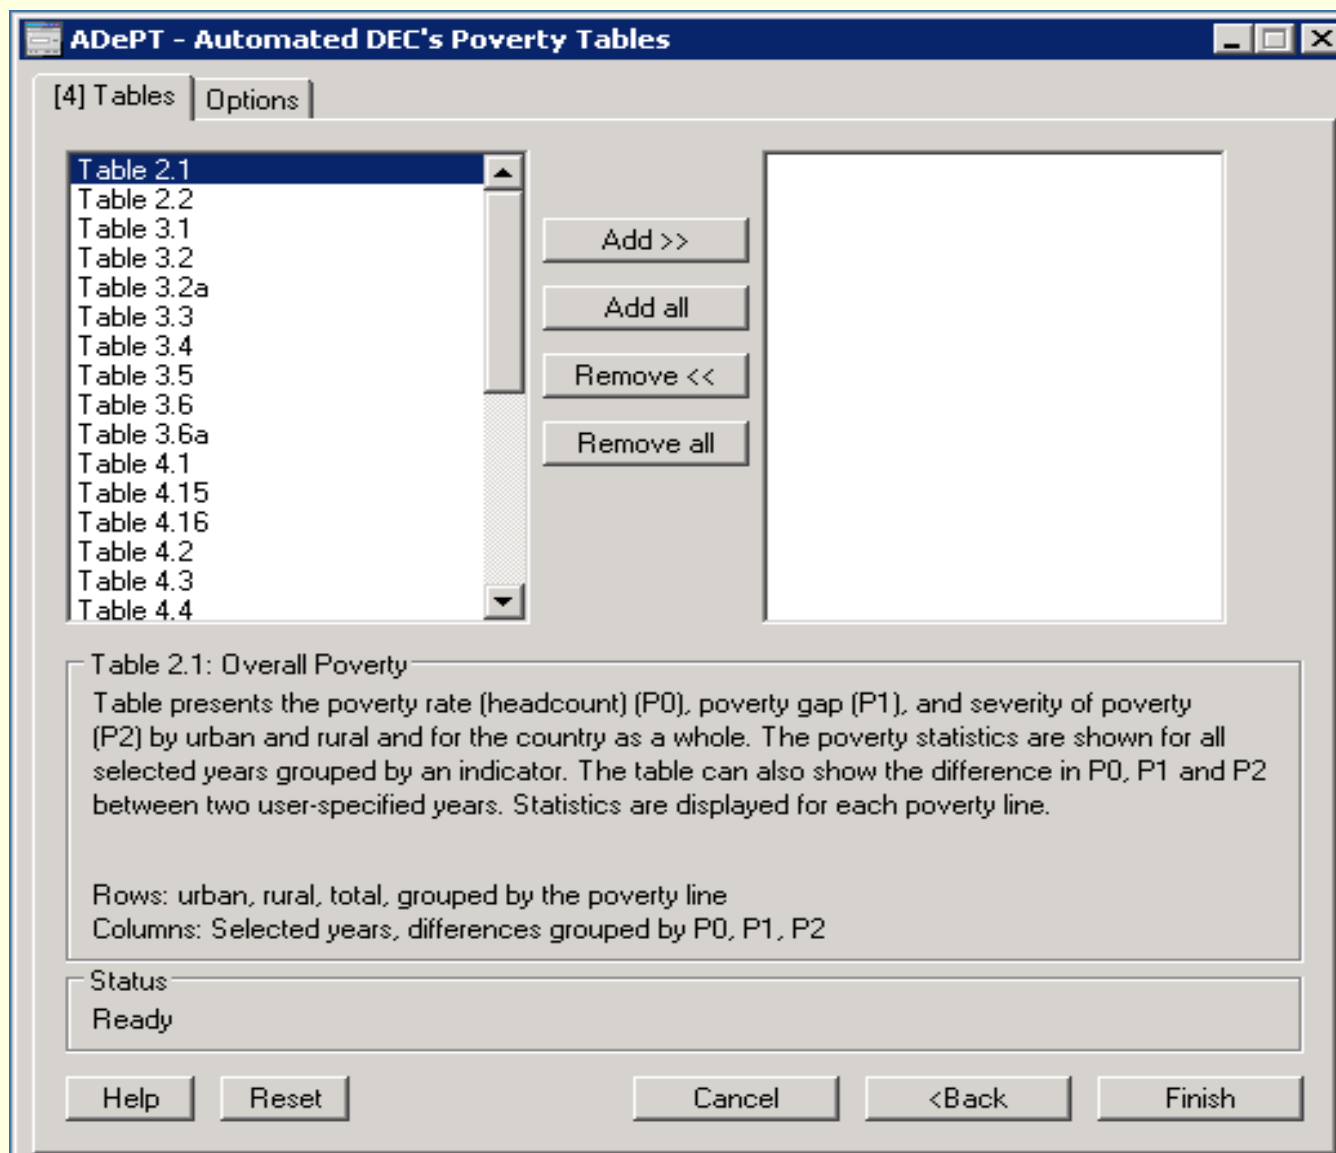 ADePT - Automated DEC's Poverty Tables
[4] Tables
Options
Table 2.1
Table 2.2
Table 3.1
Table 3.2
Table 3.2a
Table 3.3
Table 3.4
Table 3.5
Table 3.6
Table 3.6a
Table 4.1
Table 4.15
Table 4.16
Table 4.2
Table 4.3
Table 4.4
Add >>
Add all
Remove <<
Remove all
Table 2.1: Overall Poverty
Table presents the poverty rate (headcount) (P0), poverty gap (P1), and severity of poverty
(P2) by urban and rural and for the country as a whole. The poverty statistics are shown for all
selected years grouped by an indicator. The table can also show the difference in P0, P1 and P2
between two user-specified years. Statistics are displayed for each poverty line.
Rows: urban, rural, total, grouped by the poverty line
Columns: Selected years, differences grouped by P0, P1, P2
Status
Ready
Help
Reset
Cancel
<Back
Finish